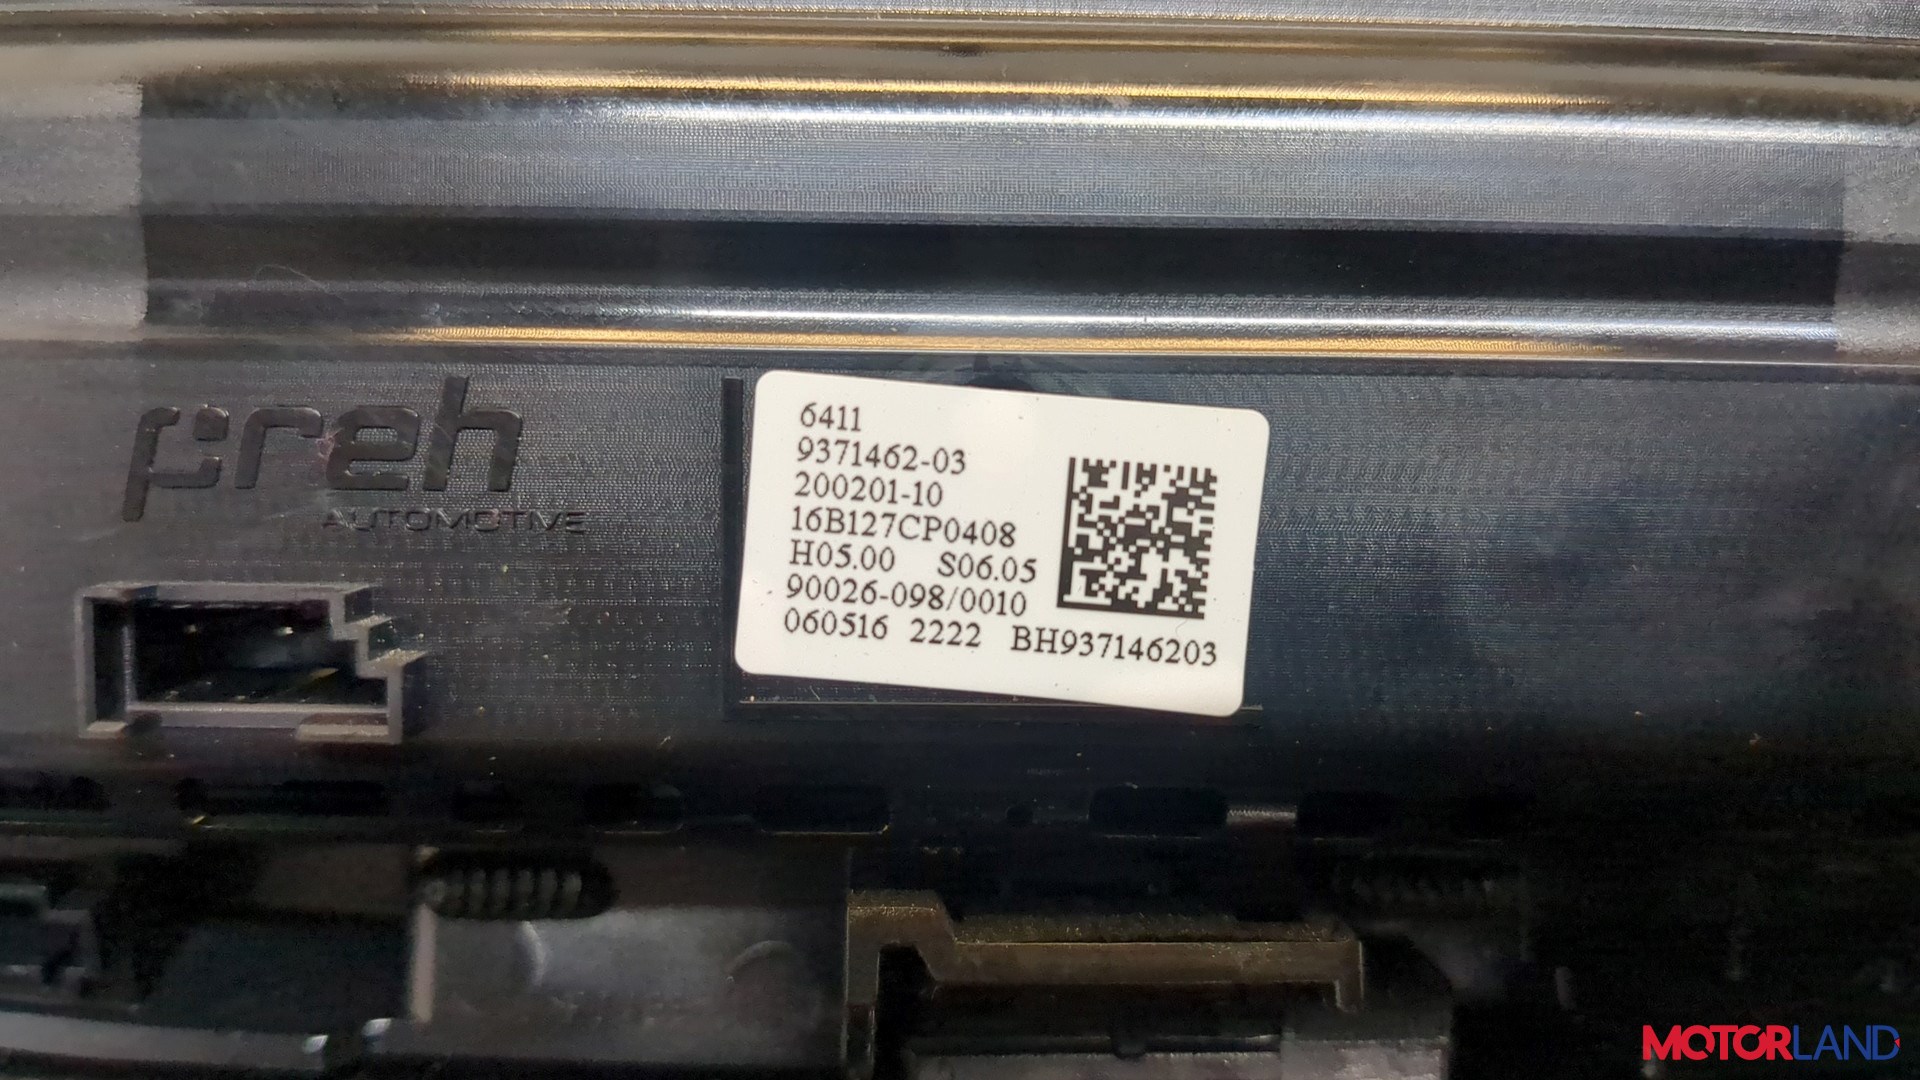 preh
AUTOMOTIVE
6411
9371462-03
200201-10
16B127CP0408
H05.00 S06.05
90026-098/0010
060516 2222 BH937146203
MOTORLAND